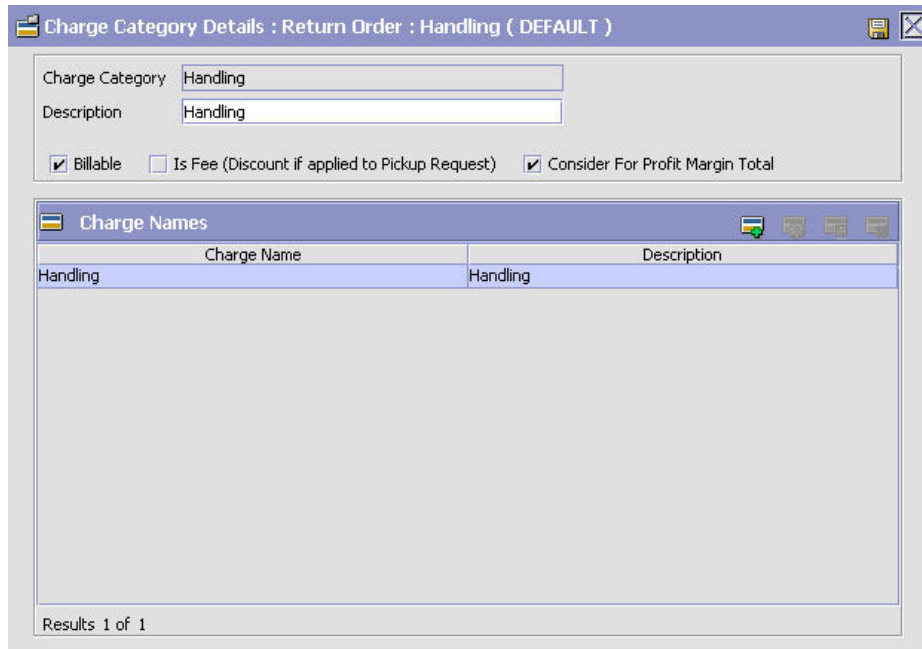 Charge Category Details : Return Order : Handling ( DEFAULT )
Charge Category Handling
Description Handling
Billable Is Fee (Discount if applied to Pickup Request) Consider For Profit Margin Total
Charge Names
Charge Name Description
Handling Handling
Results 1 of 1